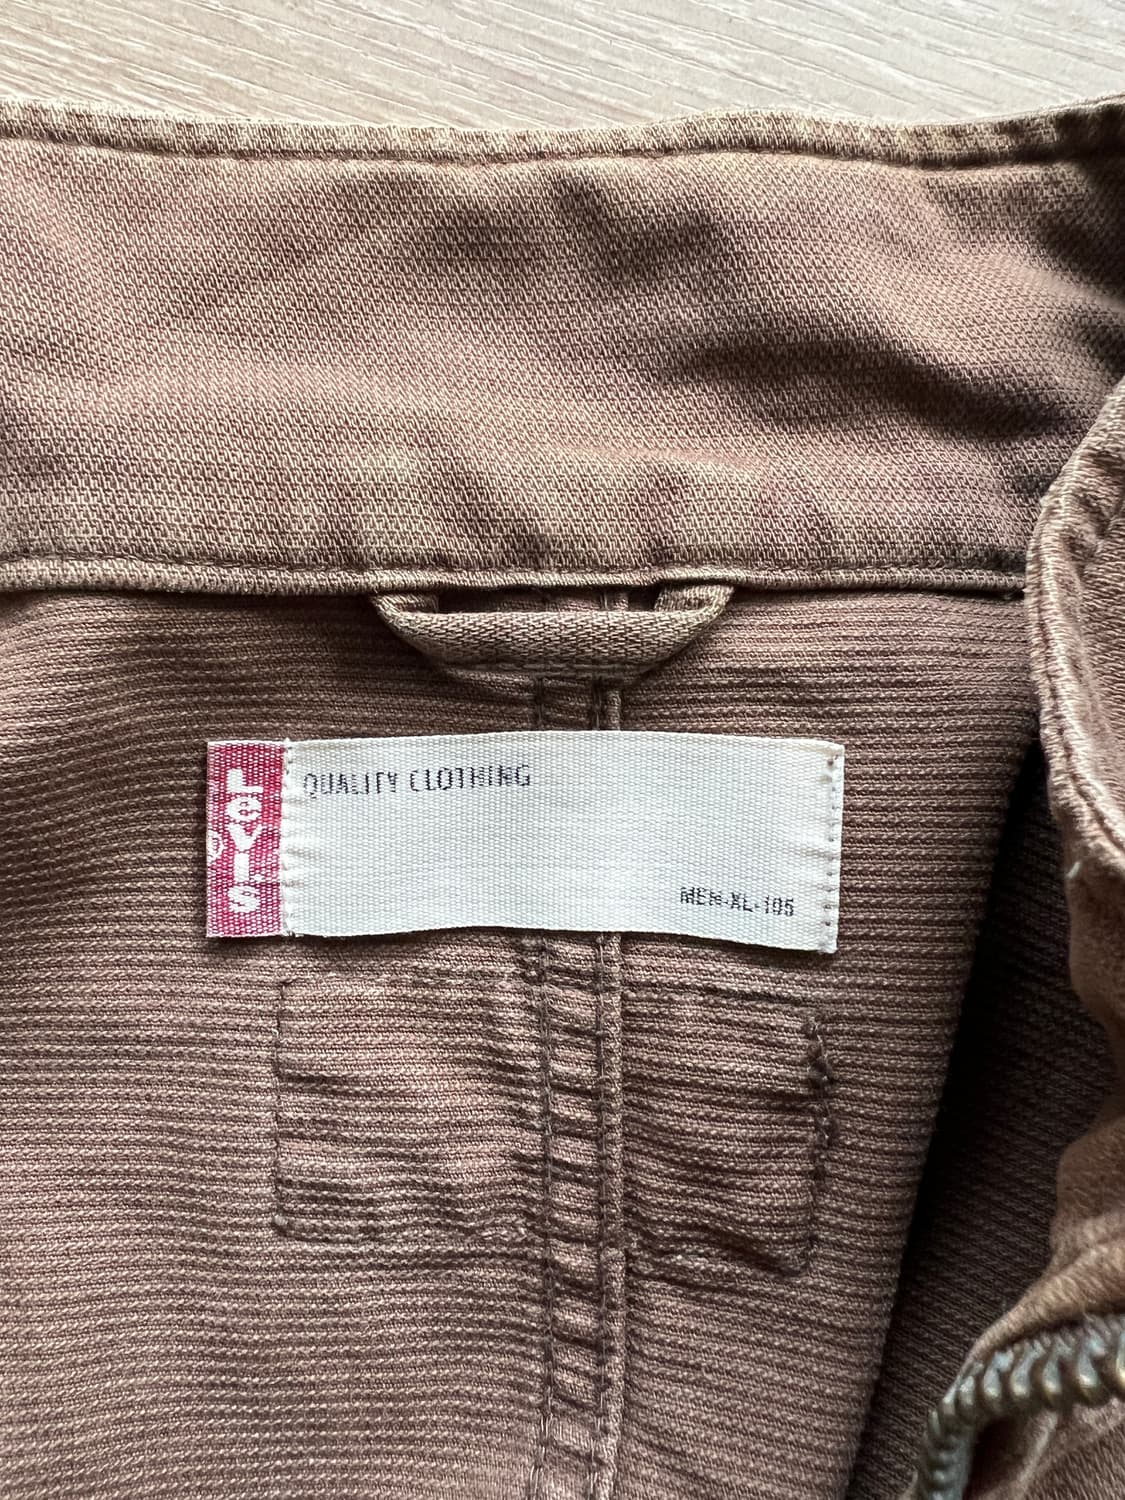 Levi's
®
QUALITY CLOTHING
MEN-XL-105